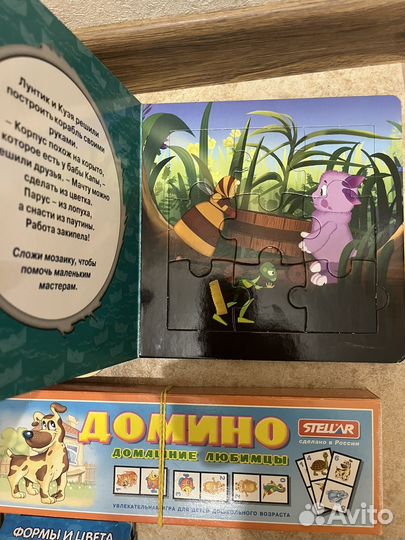 Лунтик и Кузя решили
построить корабль своими
руками.
– Корпус похож на корыто,
которое есть у бабы Капы, –
решили друзья. – Мачту можно
сделать из цветка.
Парус – из лопуха,
а снасти из паутины.
Работа закипела!
Сложи мозаику, чтобы
помочь маленьким
мастерам.
ДОМИНО
ДОМАШНИЕ ЛЮБИМЦЫ
STELLAR
сделано в России
УВЛЕКАТЕЛЬНАЯ ИГРА ДЛЯ ДЕТЕЙ ДОШКОЛЬНОГО ВОЗРАСТА
ФОРМЫ И ЦВЕТА
Avito